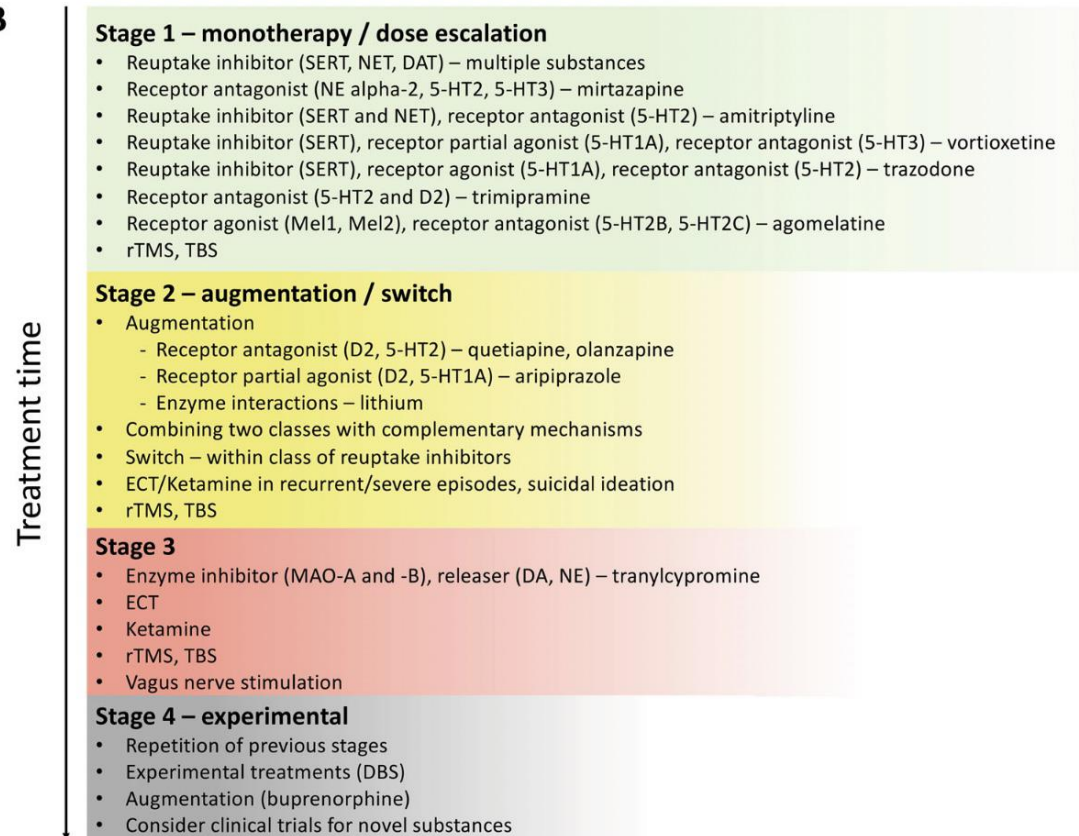 B
Treatment time
Stage 1 – monotherapy / dose escalation
• Reuptake inhibitor (SERT, NET, DAT) – multiple substances
• Receptor antagonist (NE alpha-2, 5-HT2, 5-HT3) – mirtazapine
• Reuptake inhibitor (SERT and NET), receptor antagonist (5-HT2) – amitriptyline
• Reuptake inhibitor (SERT), receptor partial agonist (5-HT1A), receptor antagonist (5-HT3) – vortioxetine
• Reuptake inhibitor (SERT), receptor agonist (5-HT1A), receptor antagonist (5-HT2) – trazodone
• Receptor antagonist (5-HT2 and D2) – trimipramine
• Receptor agonist (Mel1, Mel2), receptor antagonist (5-HT2B, 5-HT2C) – agomelatine
• rTMS, TBS
Stage 2 – augmentation / switch
• Augmentation
- Receptor antagonist (D2, 5-HT2) – quetiapine, olanzapine
- Receptor partial agonist (D2, 5-HT1A) – aripiprazole
- Enzyme interactions – lithium
• Combining two classes with complementary mechanisms
• Switch – within class of reuptake inhibitors
• ECT/Ketamine in recurrent/severe episodes, suicidal ideation
• rTMS, TBS
Stage 3
• Enzyme inhibitor (MAO-A and -B), releaser (DA, NE) – tranylcypromine
• ECT
• Ketamine
• rTMS, TBS
• Vagus nerve stimulation
Stage 4 – experimental
• Repetition of previous stages
• Experimental treatments (DBS)
• Augmentation (buprenorphine)
• Consider clinical trials for novel substances